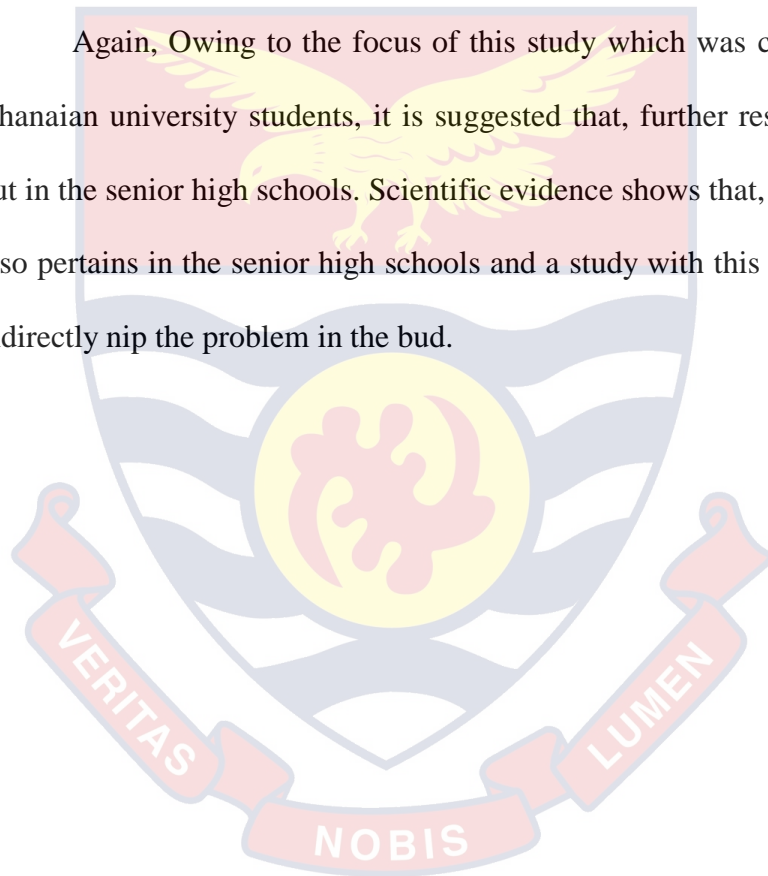 Again, Owing to the focus of this study which was c
hanaian university students, it is suggested that, further res
ut in the senior high schools. Scientific evidence shows that,
so pertains in the senior high schools and a study with this
directly nip the problem in the bud.
VERITAS
NOBIS
LUMEN